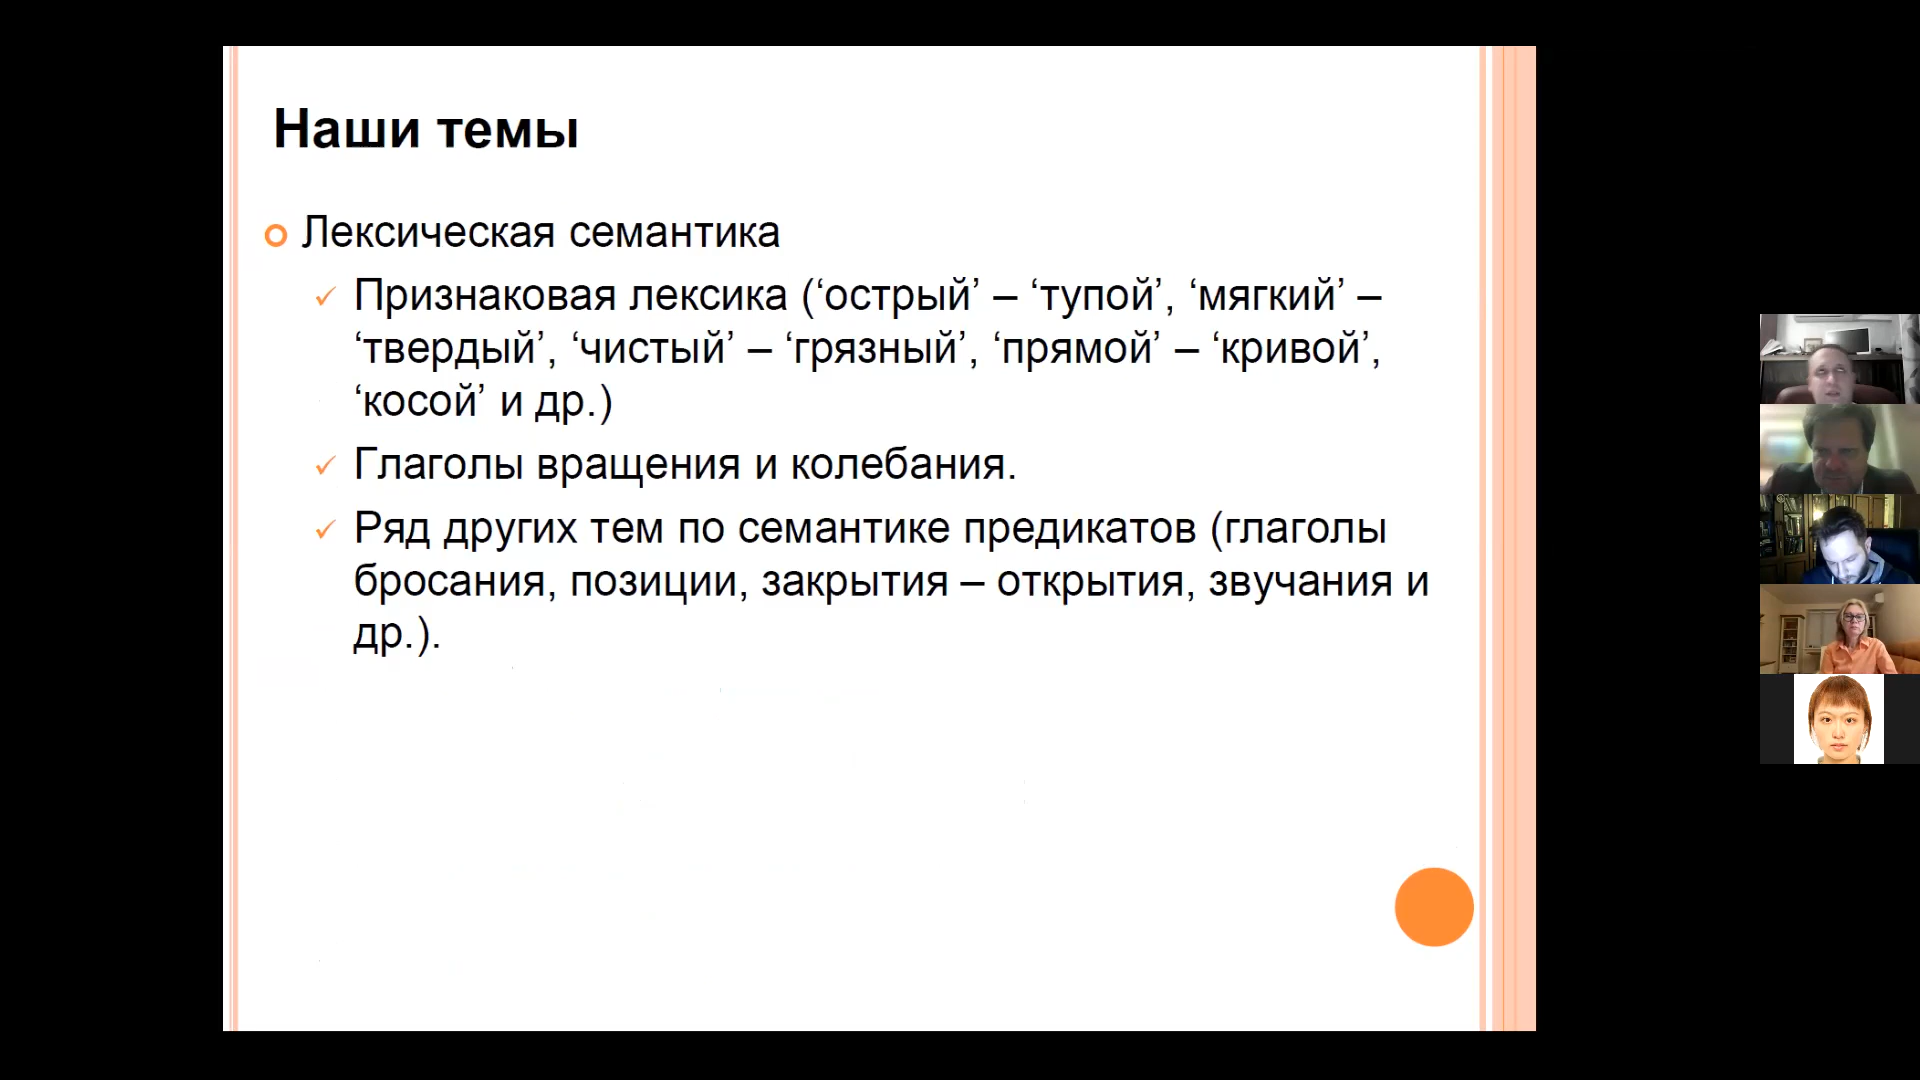 Наши темы
Лексическая семантика
Признаковая лексика (‘острый’ – ‘тупой’, ‘мягкий’ –
‘твердый’, ‘чистый’ – ‘грязный’, ‘прямой’ – ‘кривой’,
‘косой’ и др.)
Глаголы вращения и колебания.
Ряд других тем по семантике предикатов (глаголы
бросания, позиции, закрытия – открытия, звучания и
др.).